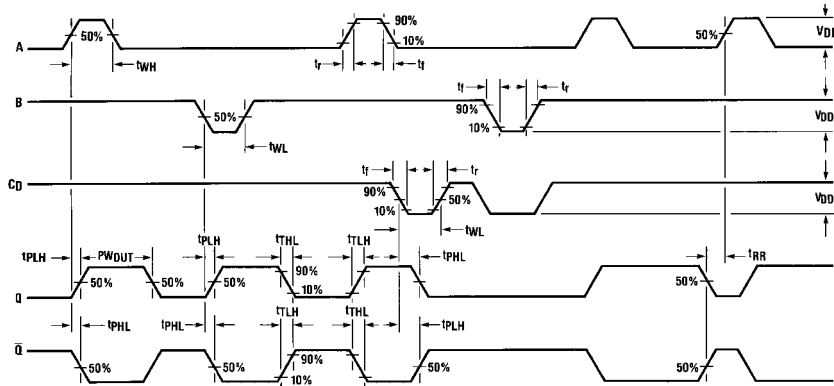 A 50% tWH tr 90% 10% tf 50% VDD
B 50% tWL tf 90% 10% tr VDD
CD tf 90% 10% tr 50% tWL VDD
tPLH PWOUT tPLH tTHL tTLH tPHL tRR
Q 50% 50% 50% 90% 10% 50% 50%
tPHL tPHL tTLH tTHL tPLH
Q 50% 50% 90% 10% 50% 50%